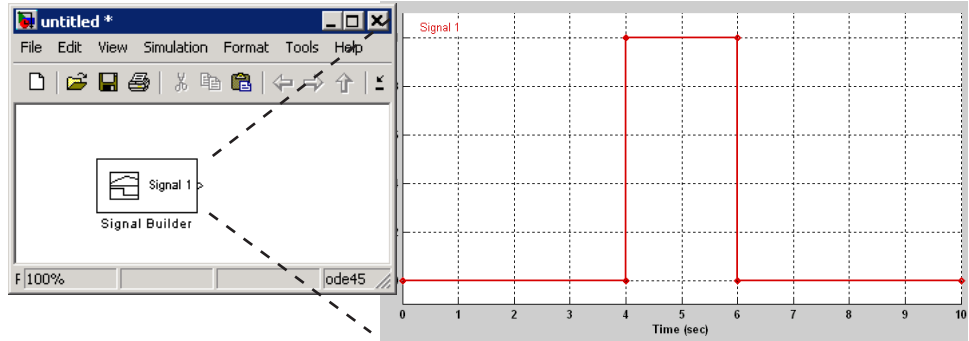 untitled *
File Edit View Simulation Format Tools Help
Signal 1
Signal Builder
100%
ode45
Signal 1
0 1 2 3 4 5 6 7 8 9 10
Time (sec)